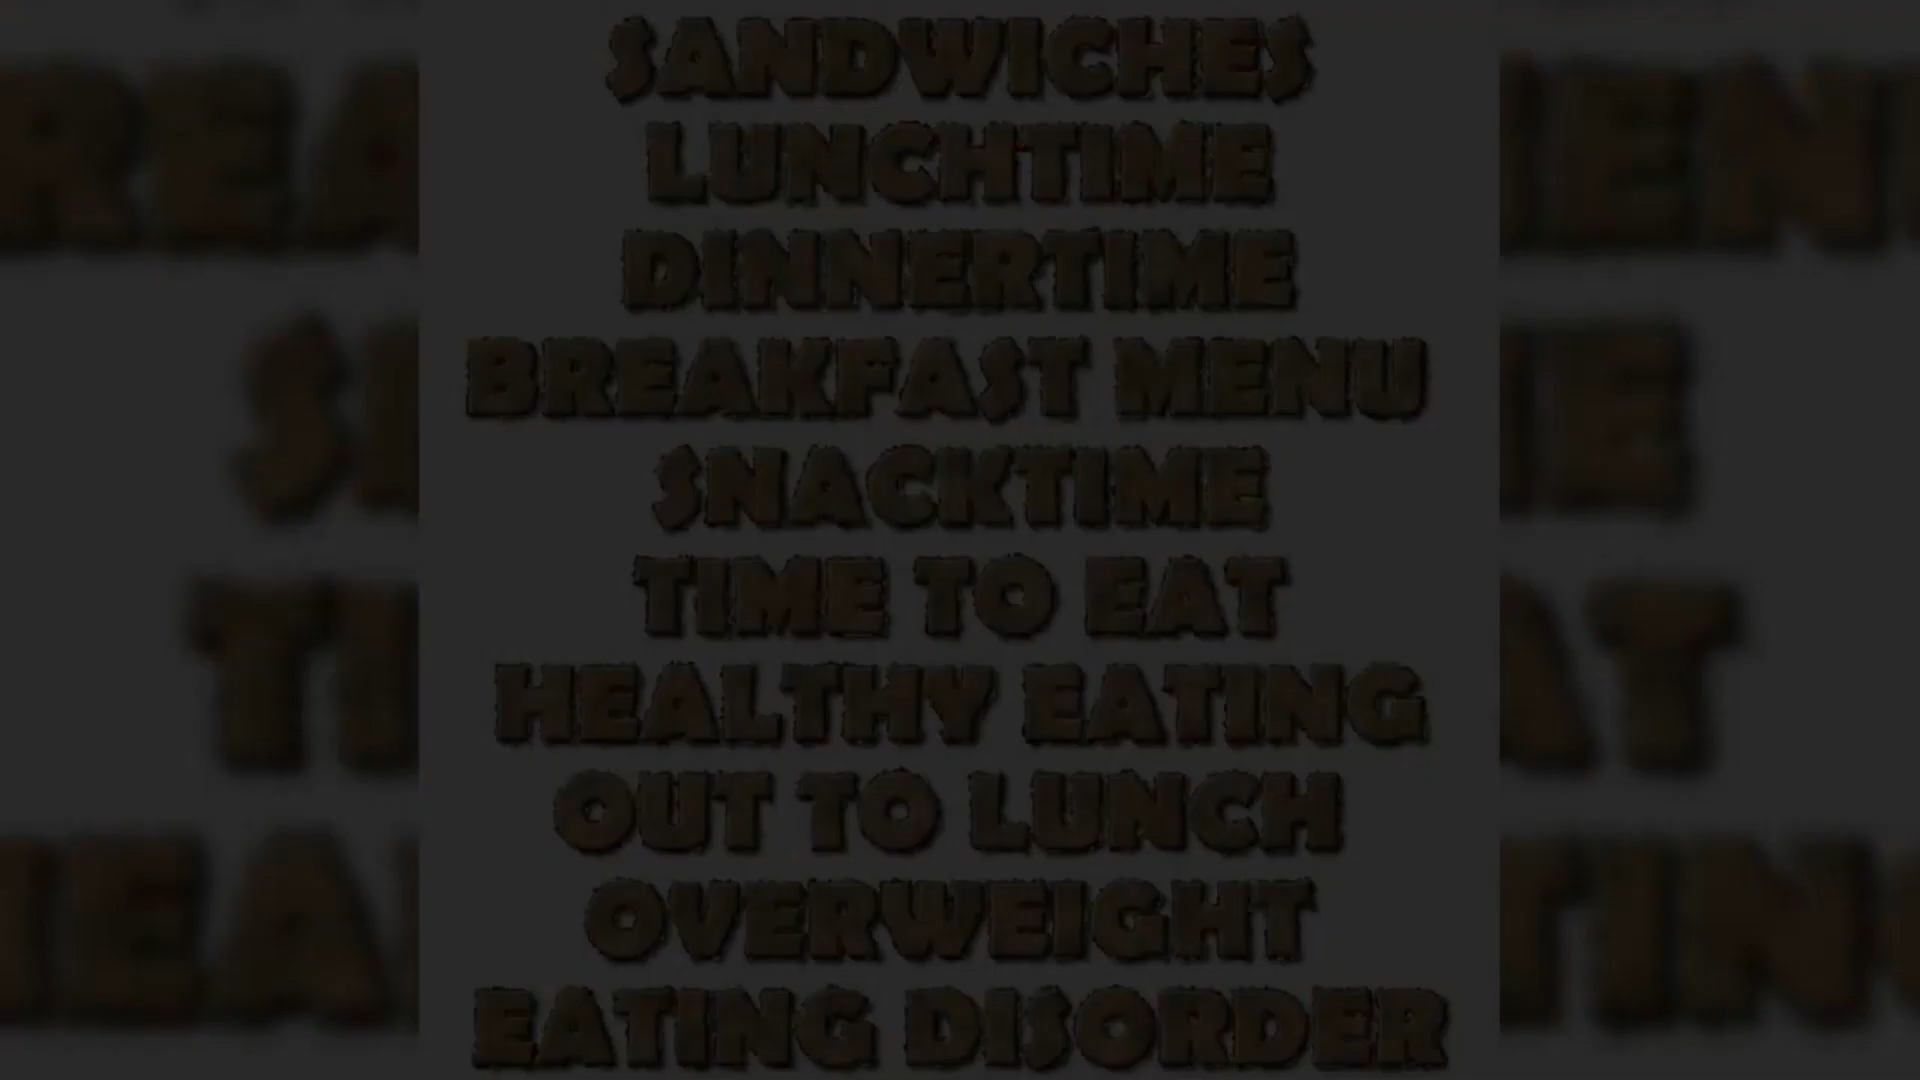 SANDWICHES
LUNCHTIME
DINNERTIME
BREAKFAST MENU
SNACKTIME
TIME TO EAT
HEALTHY EATING
OUT TO LUNCH
OVERWEIGHT
EATING DISORDER